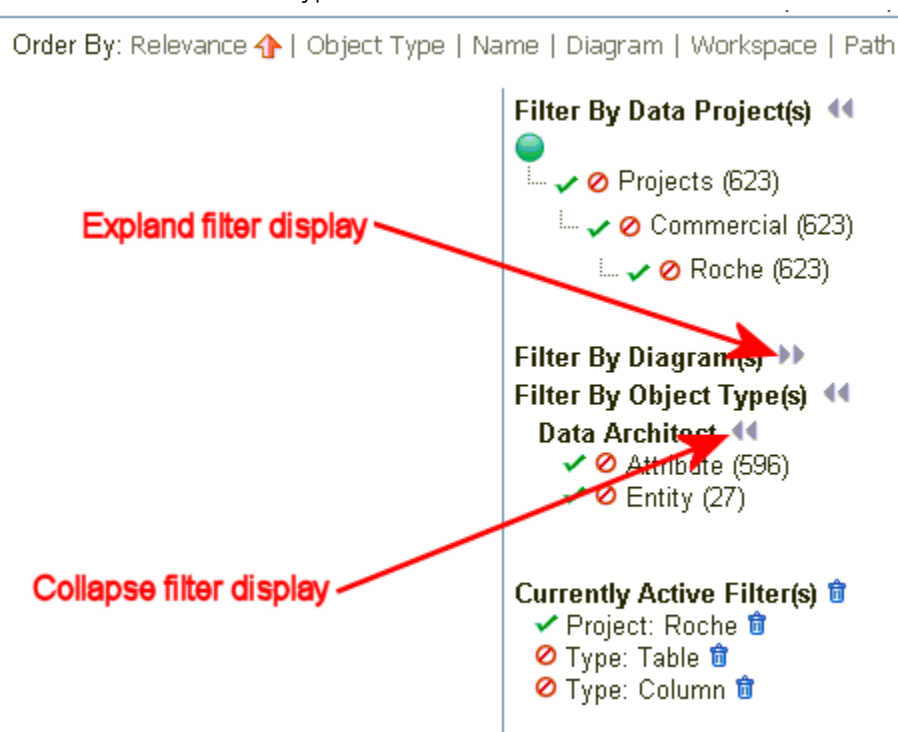 Order By: Relevance | Object Type | Name | Diagram | Workspace | Path
Filter By Data Project(s)
Projects (623)
Commercial (623)
Roche (623)
Expland filter display
Filter By Diagram(s)
Filter By Object Type(s)
Data Architect
Attribute (596)
Entity (27)
Collapse filter display
Currently Active Filter(s)
Project: Roche
Type: Table
Type: Column